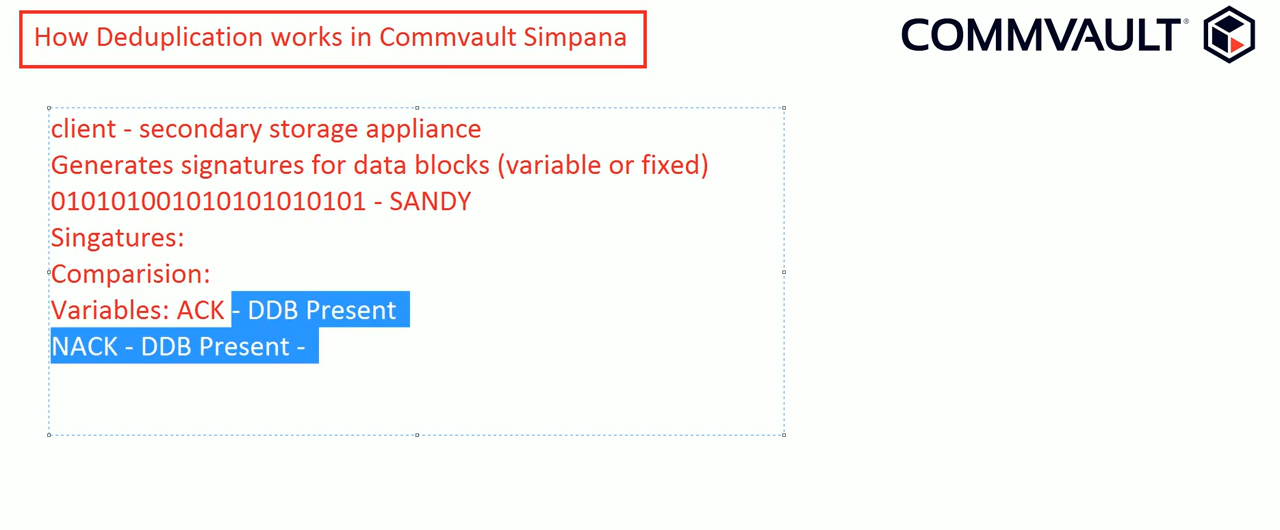 How Deduplication works in Commvault Simpana
COMMVAULT®
client - secondary storage appliance
Generates signatures for data blocks (variable or fixed)
010101001010101010101 - SANDY
Singatures:
Comparision:
Variables: ACK - DDB Present
NACK - DDB Present -